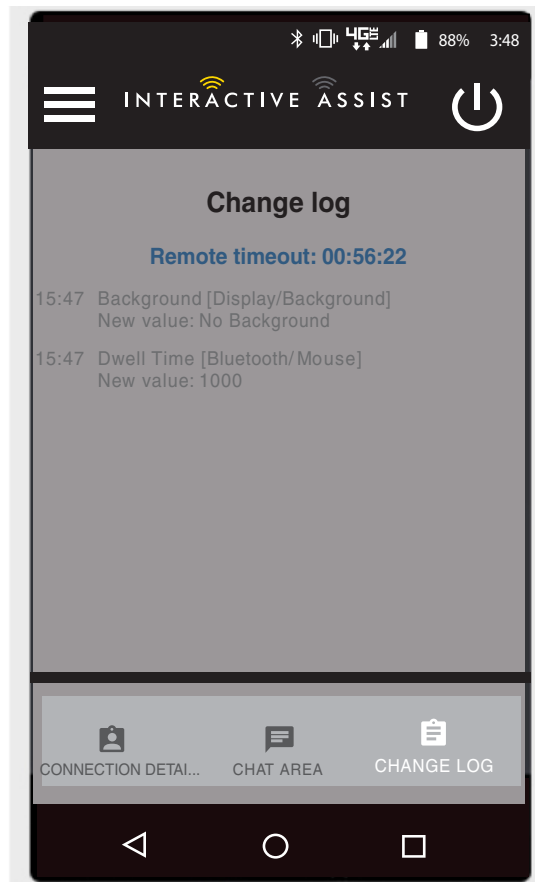 4GE 88% 3:48
INTERACTIVE ASSIST
Change log
Remote timeout: 00:56:22
15:47 Background [Display/Background]
New value: No Background
15:47 Dwell Time [Bluetooth/Mouse]
New value: 1000
CONNECTION DETAI... CHAT AREA CHANGE LOG